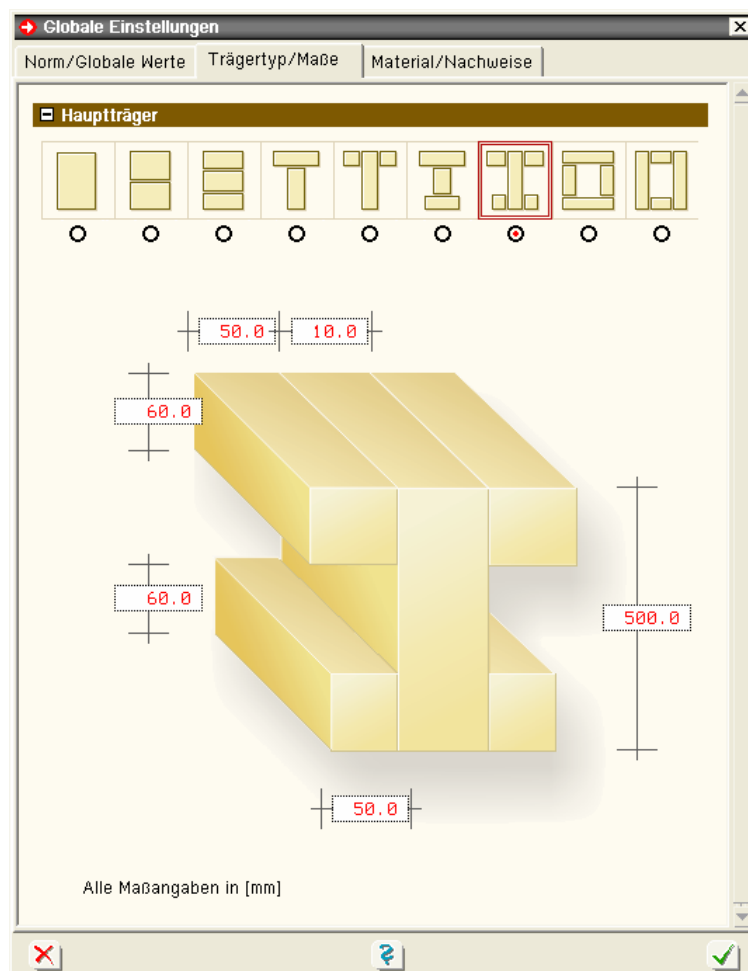 Globale Einstellungen
Norm/Globale Werte Trägertyp/Maße Material/Nachweise
Hauptträger
50.0 10.0
60.0
60.0
500.0
50.0
Alle Maßangaben in [mm]